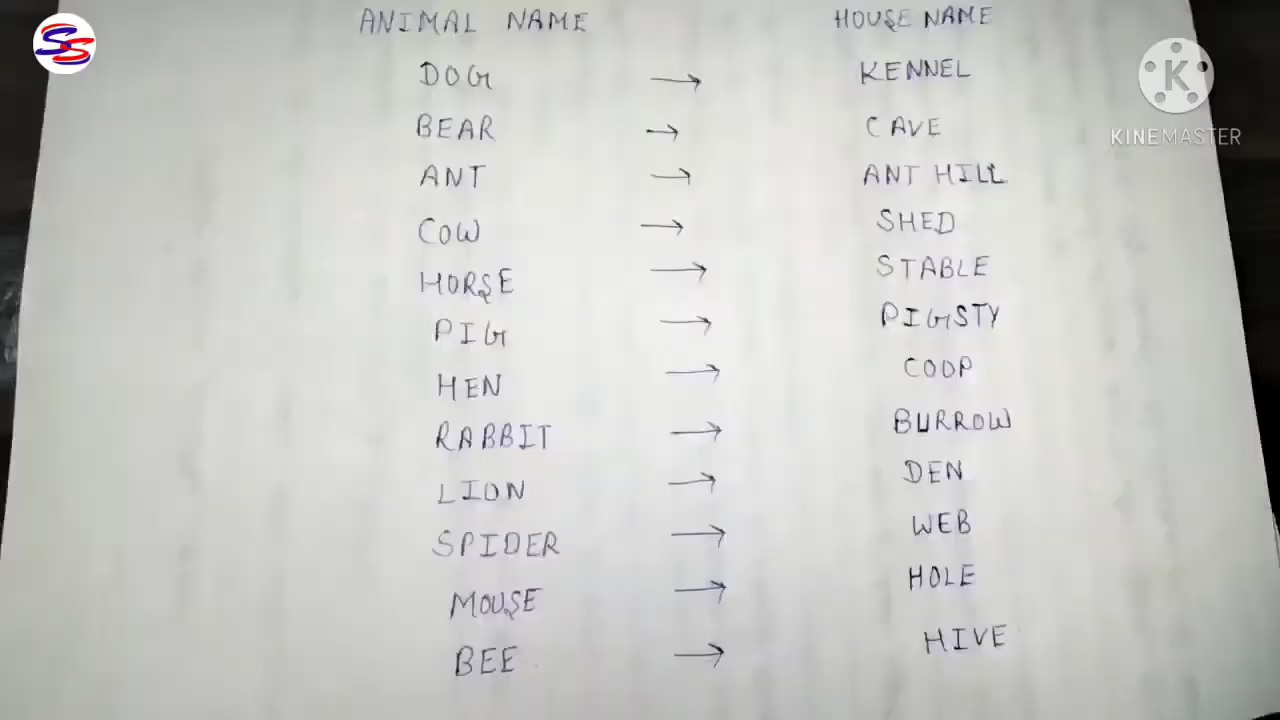 SS
KINEMASTER
ANIMAL NAME HOUSE NAME
DOG → KENNEL
BEAR → CAVE
ANT → ANT HILL
COW → SHED
HORSE → STABLE
PIG → PIGSTY
HEN → COOP
RABBIT → BURROW
LION → DEN
SPIDER → WEB
MOUSE → HOLE
BEE → HIVE